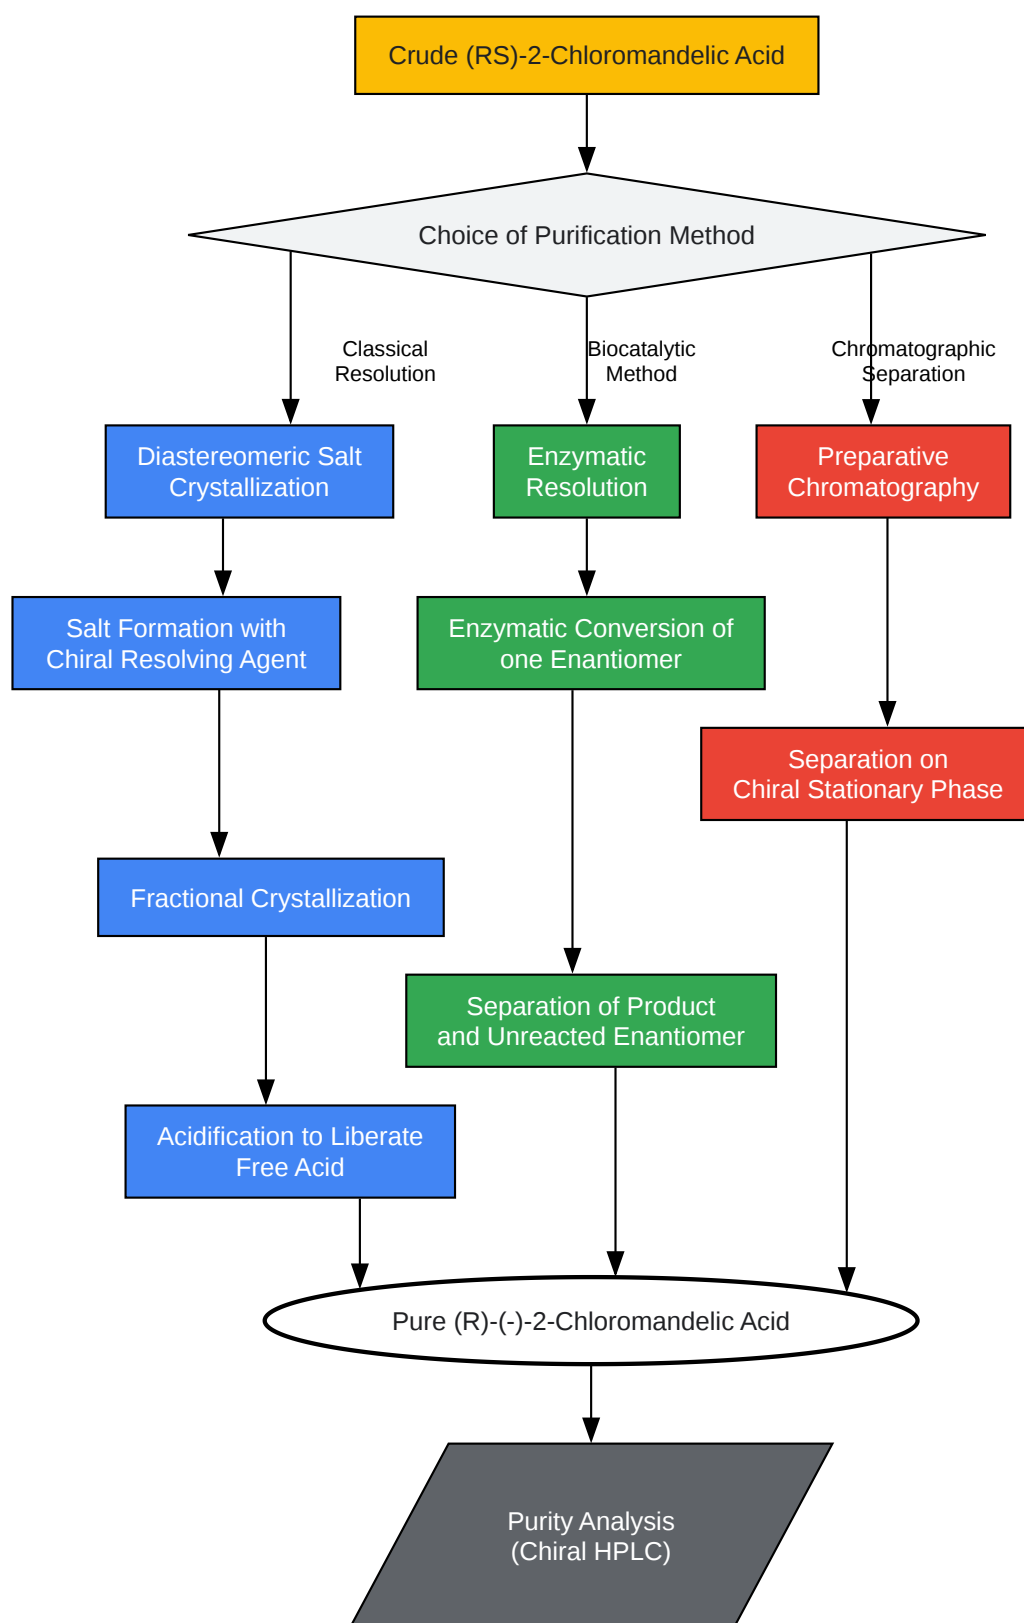 Crude (RS)-2-Chloromandelic Acid
Choice of Purification Method
Classical
Resolution
Biocatalytic
Method
Chromatographic
Separation
Diastereomeric Salt
Crystallization
Enzymatic
Resolution
Preparative
Chromatography
Salt Formation with
Chiral Resolving Agent
Enzymatic Conversion of
one Enantiomer
Separation on
Chiral Stationary Phase
Fractional Crystallization
Separation of Product
and Unreacted Enantiomer
Acidification to Liberate
Free Acid
Pure (R)-(-)-2-Chloromandelic Acid
Purity Analysis
(Chiral HPLC)